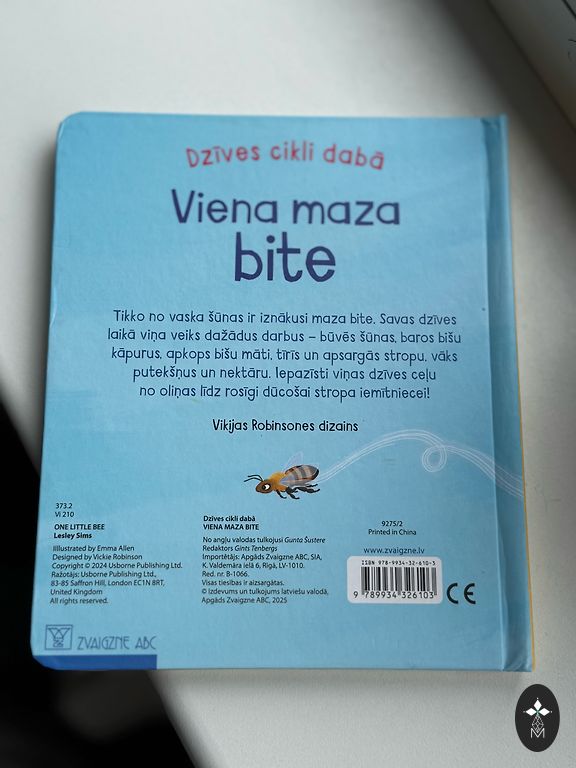 Dzīves cikli dabā
Viena maza
bite
Tikko no vaska šūnas ir iznākusi maza bite. Savas dzīves
laikā viņa veiks dažādus darbus – būvēs šūnas, baros bišu
kāpurus, apkops bišu māti, tīrīs un apsargās stropu, vāks
putekšņus un nektāru. Iepazīsti viņas dzīves ceļu
no oliņas līdz rosīgi dūcošai stropa iemītniecei!
Vikijas Robinsones dizains
373.2
Vi 210
ONE LITTLE BEE
Lesley Sims
Illlustrated by Emma Allen
Designed by Vickie Robinson
Copyright © 2024 Usborne Publishing Ltd.
Ražotājs: Usborne Publishing Ltd.,
83-85 Saffron Hill, London EC1N 8RT,
United Kingdom
All rights reserved.
Dzīves cikli dabā
VIENA MAZA BITE
No angļu valodas tulkojusi Gunta Šustere
Redaktors Gints Tenbergs
Importētājs: Apgāds Zvaigzne ABC, SIA,
K. Valdemāra ielā 6, Rīgā, LV-1010.
Red. nr. B-1066.
Visas tiesības ir aizsargātas.
© Izdevums un tulkojums latviešu valodā,
Apgāds Zvaigzne ABC, 2025
9275/2
Printed in China
www.zvaigzne.lv
ISBN 978-9934-32-610-3
9 789934 326103
CE
ZVAIGZNE ABC
M